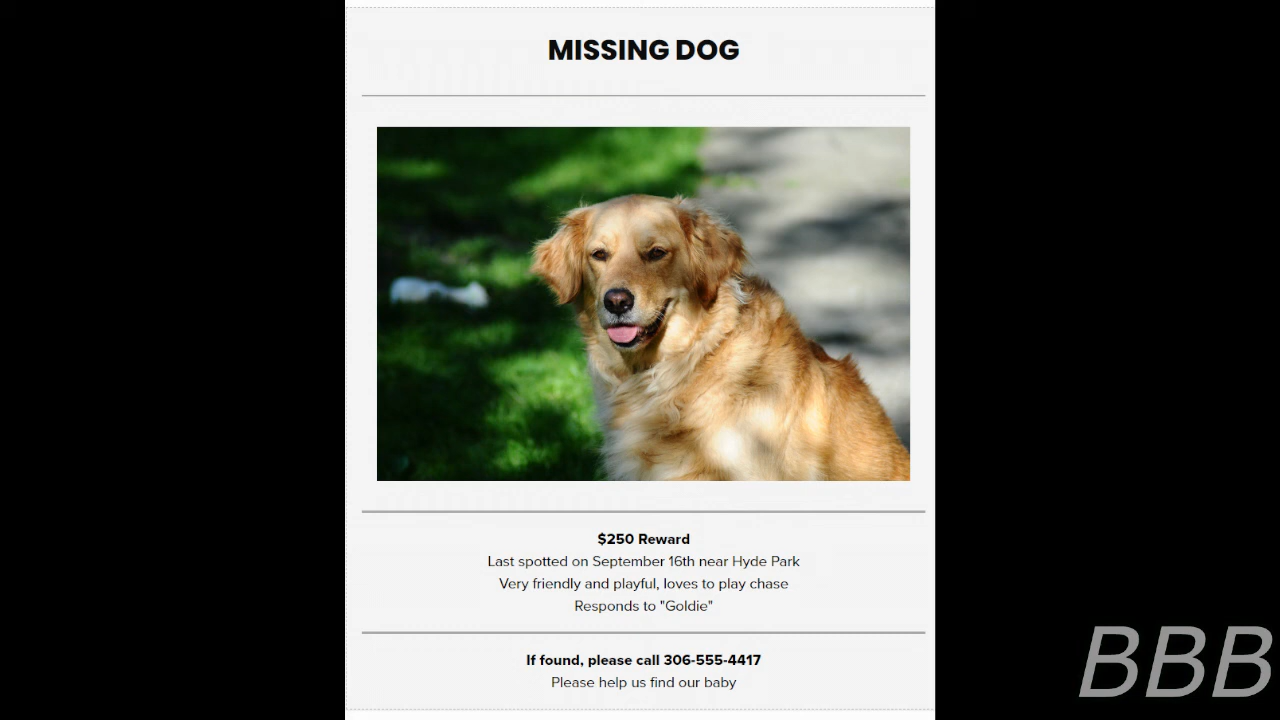 MISSING DOG
$250 Reward
Last spotted on September 16th near Hyde Park
Very friendly and playful, loves to play chase
Responds to "Goldie"
If found, please call 306-555-4417
Please help us find our baby
BBB